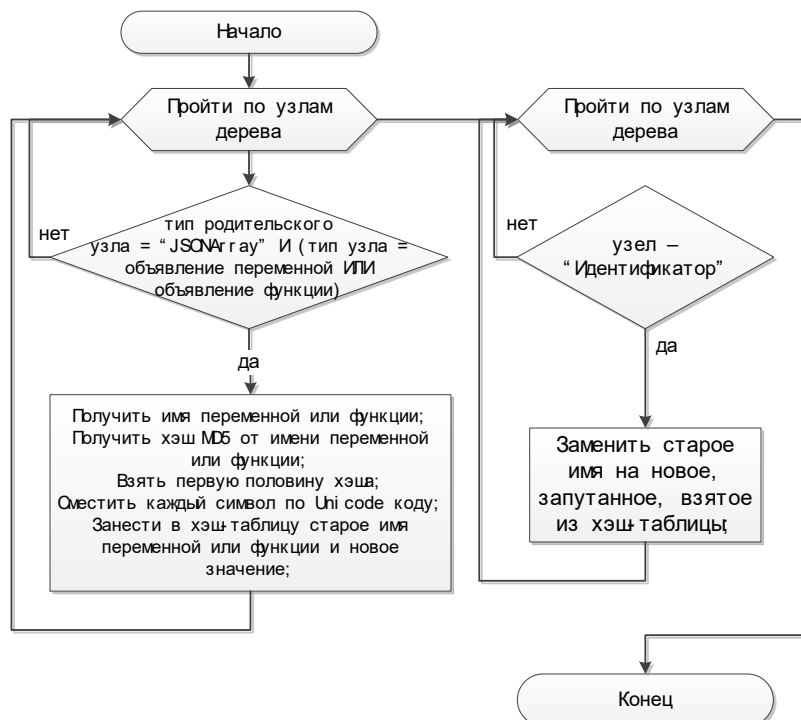 Начало
Пройти по узлам
дерева
тип родительского
узла = “JSONArray” И (тип узла =
объявление переменной ИЛИ
объявление функции)
нет
да
Получить имя переменной или функции;
Получить хэш MD5 от имени переменной
или функции;
Взять первую половину хэша;
Сместить каждый символ по Unicode коду;
Занести в хэш-таблицу старое имя
переменной или функции и новое
значение;
Пройти по узлам
дерева
узел –
“Идентификатор”
нет
да
Заменить старое
имя на новое,
запутанное, взятое
из хэш-таблицы;
Конец